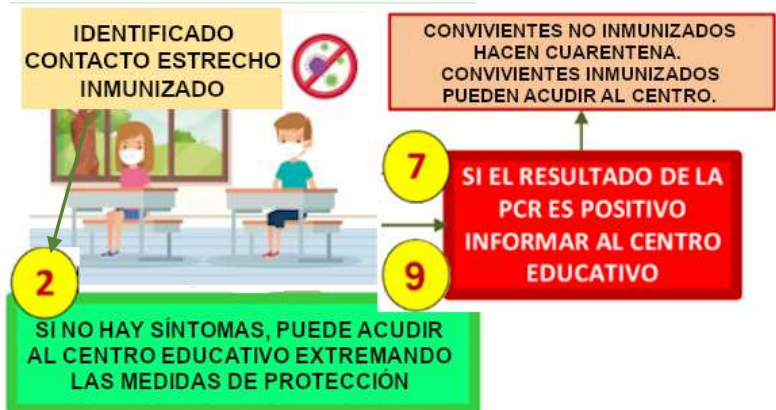 IDENTIFICADO
CONTACTO ESTRECHO
INMUNIZADO
2
SI NO HAY SÍNTOMAS, PUEDE ACUDIR
AL CENTRO EDUCATIVO EXTREMANDO
LAS MEDIDAS DE PROTECCIÓN
CONVIVIENTES NO INMUNIZADOS
HACEN CUARENTENA.
CONVIVIENTES INMUNIZADOS
PUEDEN ACUDIR AL CENTRO.
7
9
SI EL RESULTADO DE LA
PCR ES POSITIVO
INFORMAR AL CENTRO
EDUCATIVO